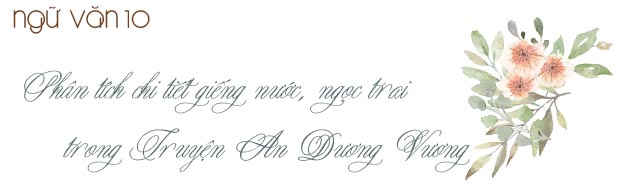 ngữ văn 10
Phân tích chi tiết giếng nước, ngọc trai
trong Truyện An Dương Vương